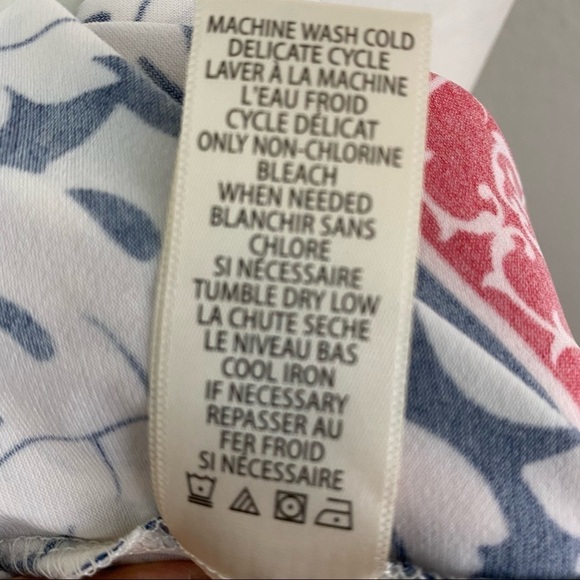 MACHINE WASH COLD
DELICATE CYCLE
LAVER À LA MACHINE
L'EAU FROID
CYCLE DÉLICAT
ONLY NON-CHLORINE
BLEACH
WHEN NEEDED
BLANCHIR SANS
CHLORE
SI NÉCESSAIRE
TUMBLE DRY LOW
LA CHUTE SECHE
LE NIVEAU BAS
COOL IRON
IF NECESSARY
REPASSER AU
FER FROID
SI NÉCESSAIRE